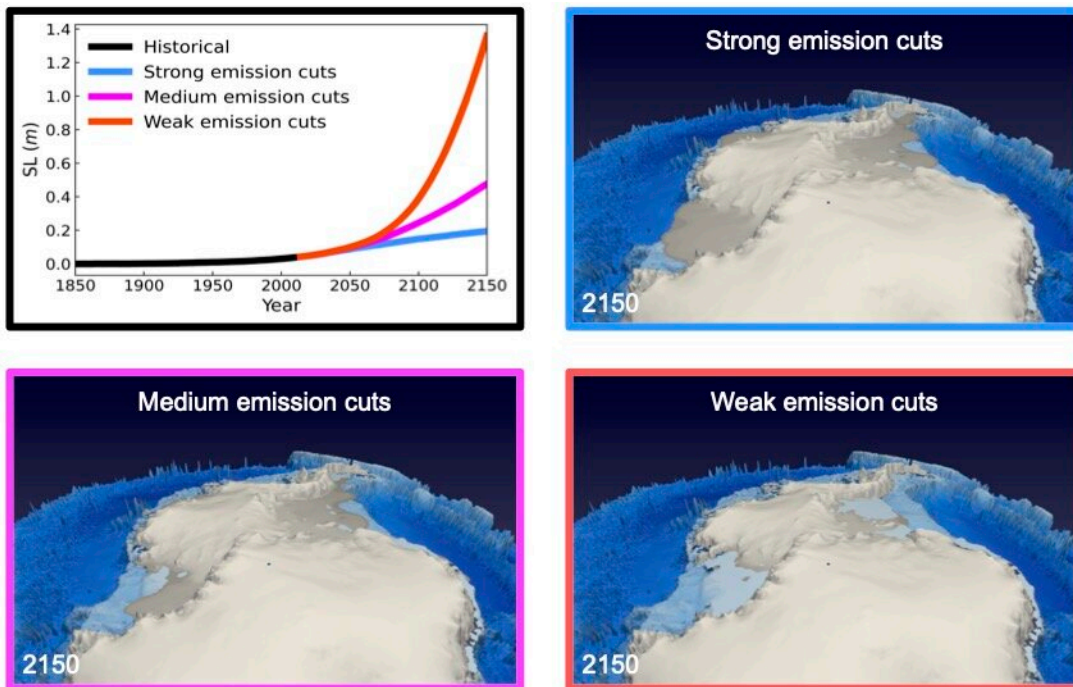 1.4
1.2
1.0
0.8
0.6
0.4
0.2
0.0
SL (m)
Historical
Strong emission cuts
Medium emission cuts
Weak emission cuts
1850 1900 1950 2000 2050 2100 2150
Year
Strong emission cuts
2150
Medium emission cuts
2150
Weak emission cuts
2150